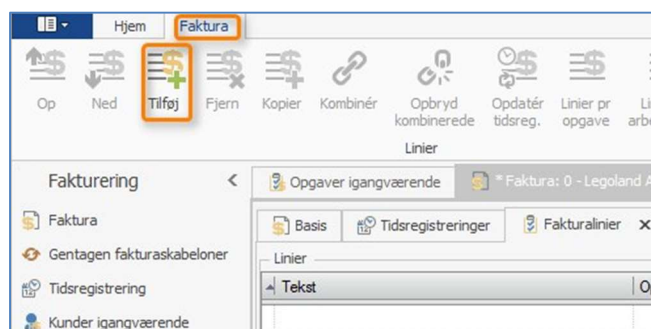 Hjem Faktura
Op Ned Tilføj Fjern Kopier Kombinér Opbryd kombinerede Opdatér tidsreg. Linier pr opgave
Linier
Fakturering Opgaver igangværende * Faktura: 0 - Legoland A
Faktura Basis Tidsregistreringer Fakturalinier
Gentagen fakturaskabeloner Linier
Tidsregistrering Tekst
Kunder igangværende